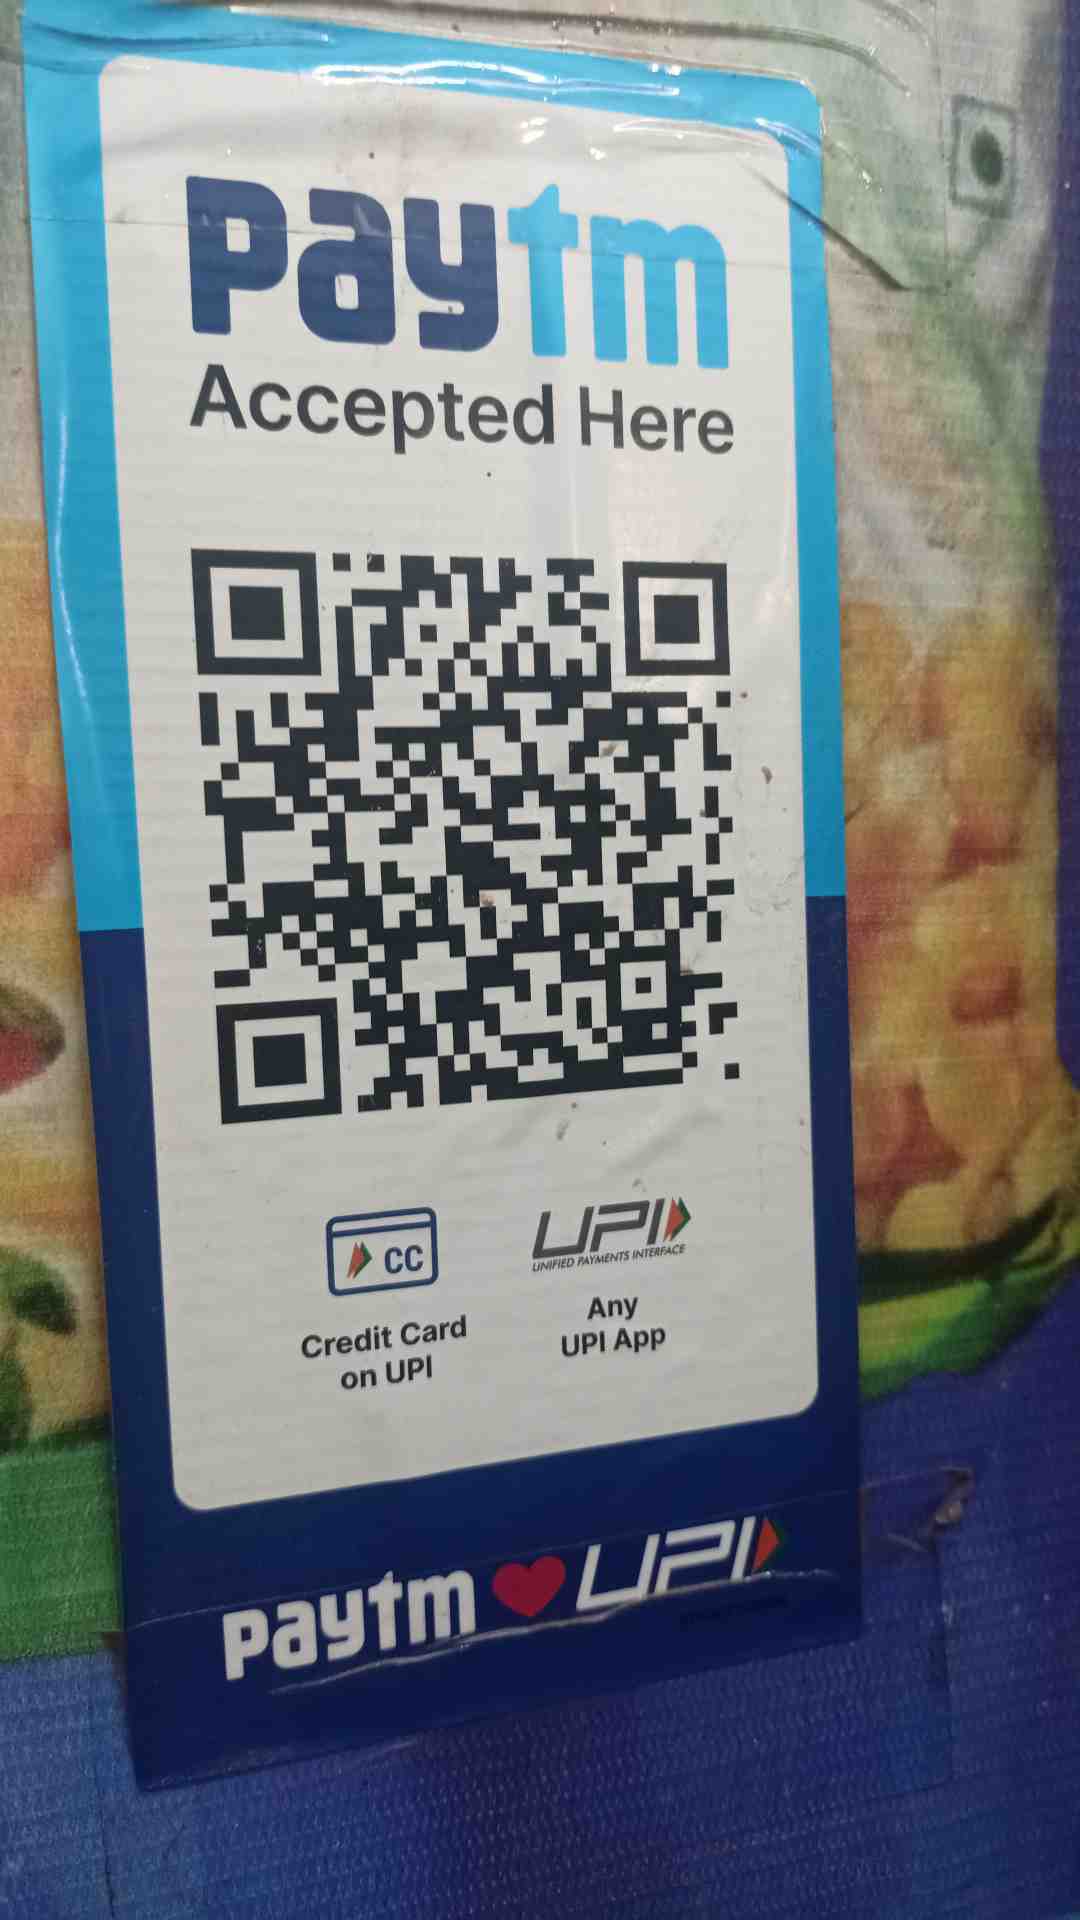 paytm
Accepted Here
CC
UPI
UNIFIED PAYMENTS INTERFACE
Credit Card
on UPI
Any
UPI App
paytm ❤ UPI